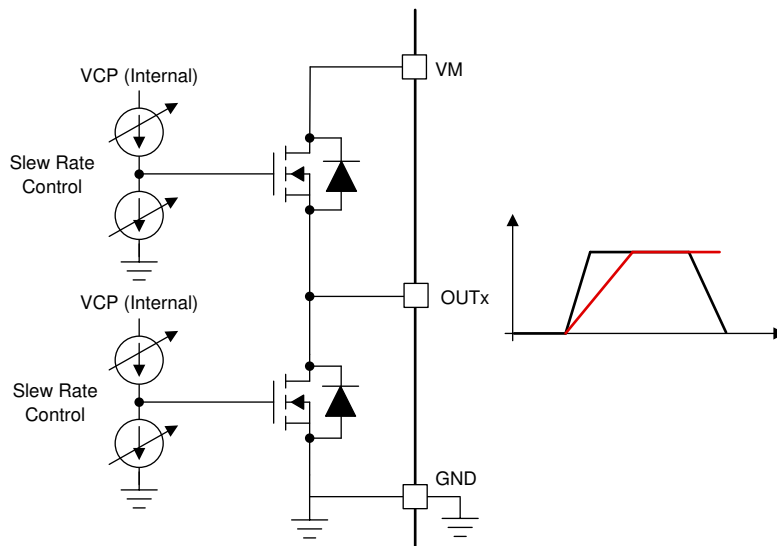 VM
VCP (Internal)
Slew Rate
Control
OUTx
VCP (Internal)
Slew Rate
Control
GND